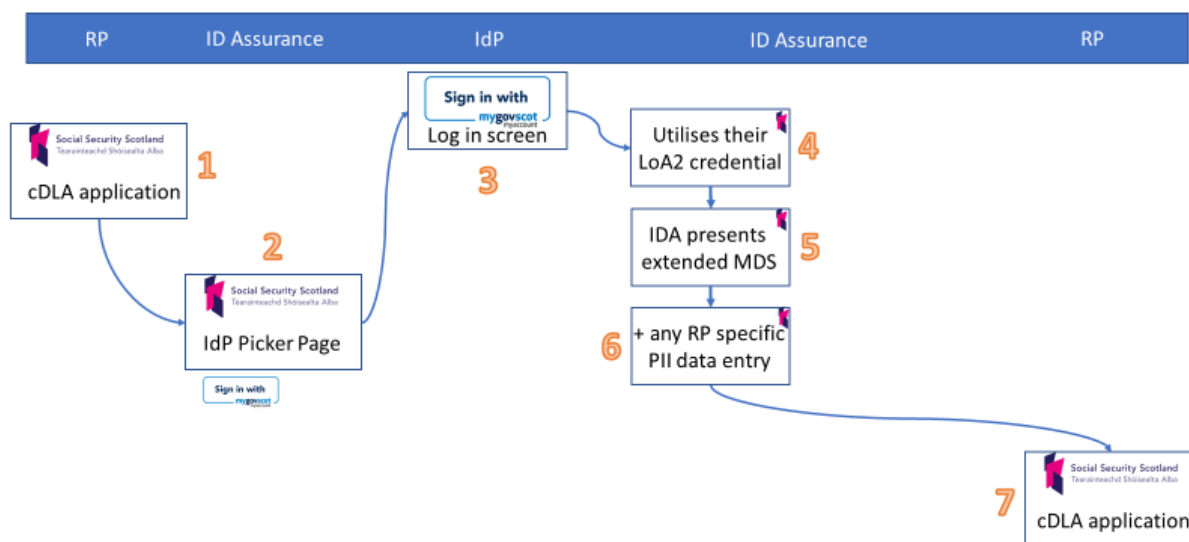 RP
ID Assurance
IdP
ID Assurance
RP
Social Security Scotland
Tèarainteachd Shòisealta Alba
cDLA application
1
2
Social Security Scotland
Tèarainteachd Shòisealta Alba
IdP Picker Page
Sign in with
mygovscot
myaccount
Sign in with
mygovscot
myaccount
Log in screen
3
Utilises their
LoA2 credential
4
IDA presents
extended MDS
5
+ any RP specific
PII data entry
6
Social Security Scotland
Tèarainteachd Shòisealta Alba
cDLA application
7